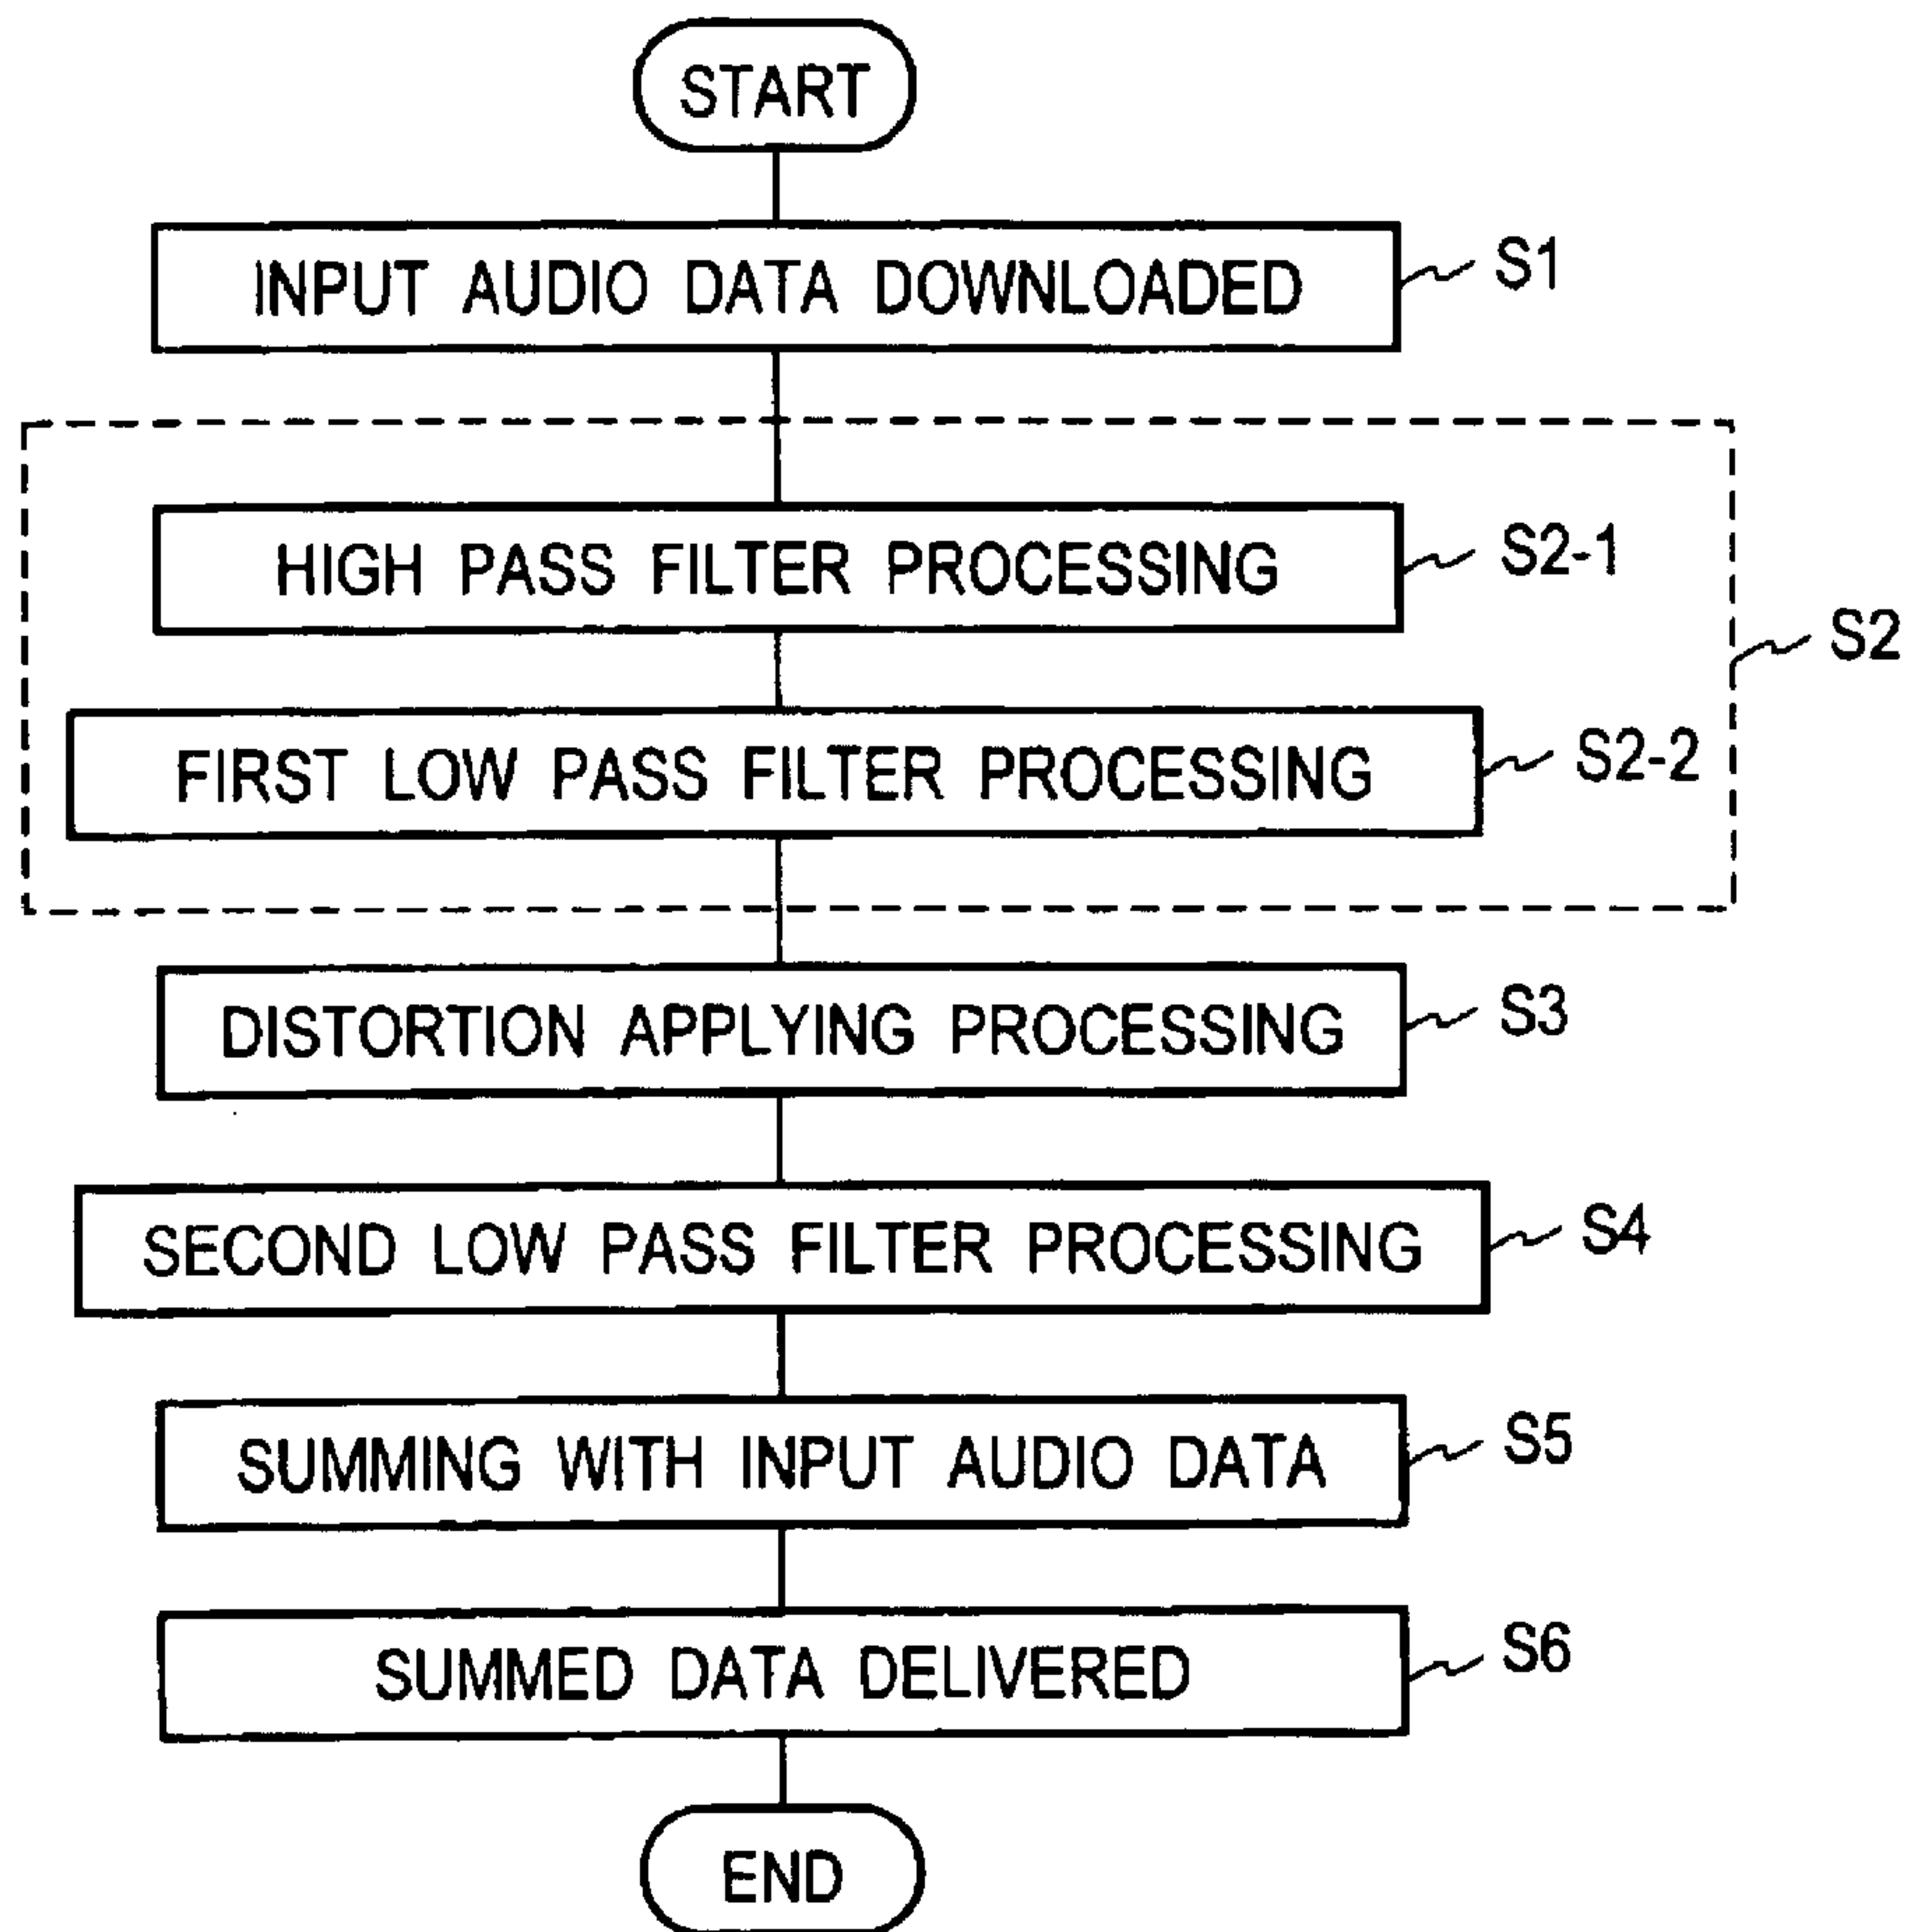 START
INPUT AUDIO DATA DOWNLOADED
S1
HIGH PASS FILTER PROCESSING
S2-1
S2
FIRST LOW PASS FILTER PROCESSING
S2-2
DISTORTION APPLYING PROCESSING
S3
SECOND LOW PASS FILTER PROCESSING
S4
SUMMING WITH INPUT AUDIO DATA
S5
SUMMED DATA DELIVERED
S6
END